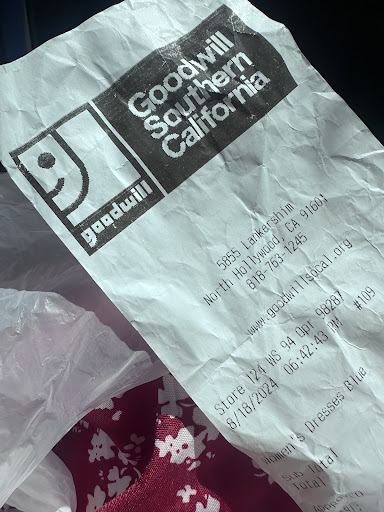 goodwill
Goodwill
Southern
California
5855 Lankershim
North Hollywood, CA 91601
818-763-1245
www.goodwillsocal.org
Store 124 WS 94 Opr 98287
8/18/2024 06:42:43 PM #109
Women's Dresses Blue
Sub Total
Total